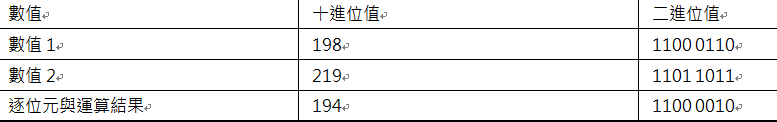 數值 十進位值 二進位值
數值 1 198 1100 0110
數值 2 219 1101 1011
逐位元與運算結果 194 1100 0010